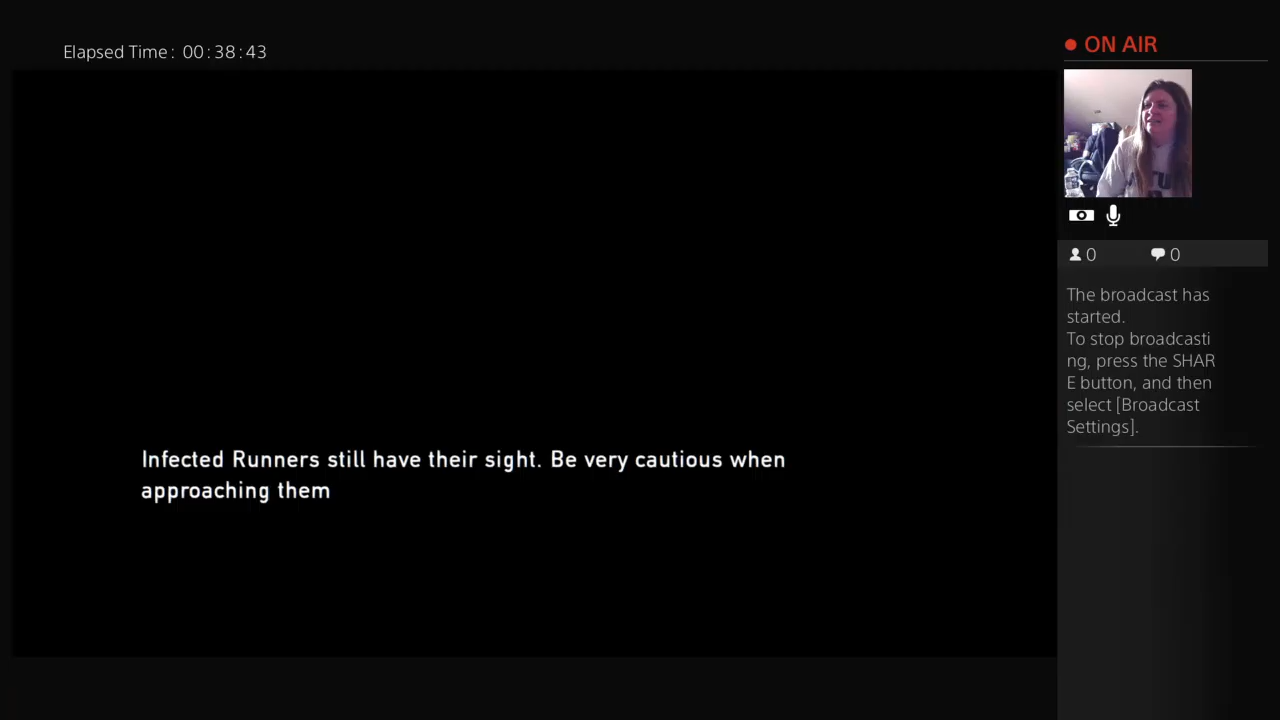 Elapsed Time: 00:38:43
ON AIR
0 0
The broadcast has
started.
To stop broadcasti
ng, press the SHAR
E button, and then
select [Broadcast
Settings].
Infected Runners still have their sight. Be very cautious when
approaching them